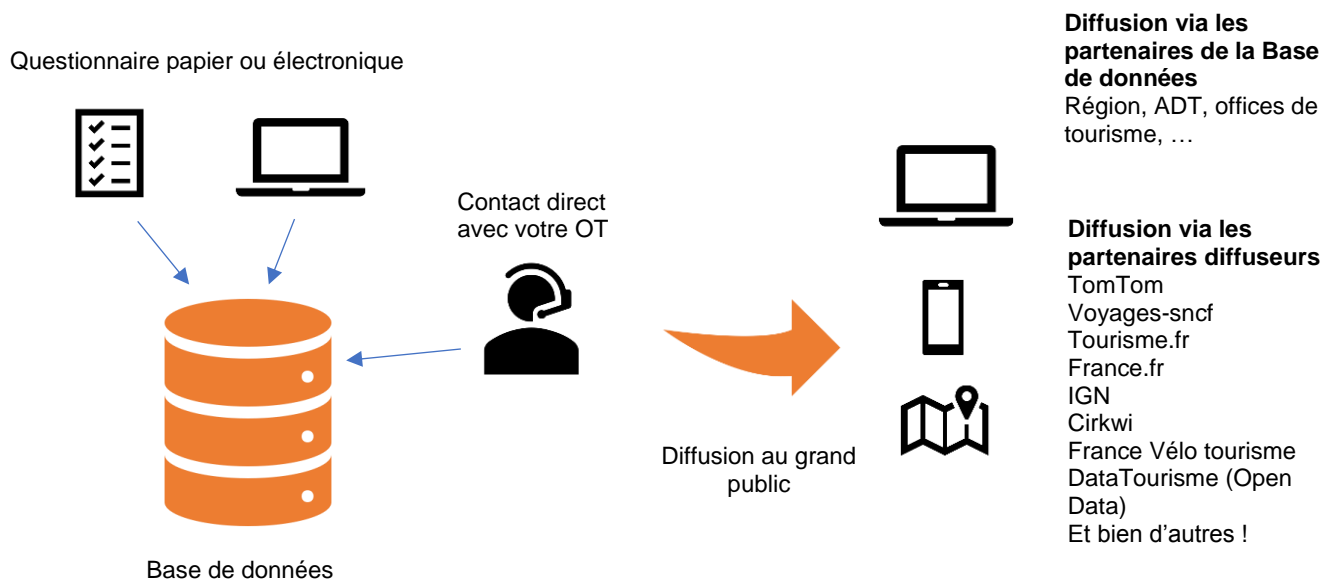 Questionnaire papier ou électronique
Contact direct
avec votre OT
Base de données
Diffusion au grand
public
Diffusion via les
partenaires de la Base
de données
Région, ADT, offices de
tourisme, …
Diffusion via les
partenaires diffuseurs
TomTom
Voyages-sncf
Tourisme.fr
France.fr
IGN
Cirkwi
France Vélo tourisme
DataTourisme (Open
Data)
Et bien d’autres !